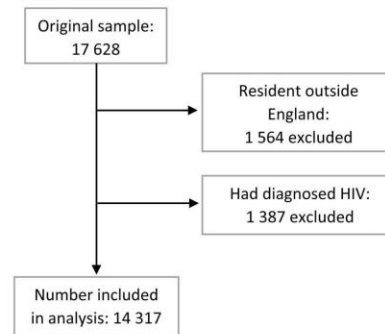 Original sample:
17 628
Resident outside
England:
1 564 excluded
Had diagnosed HIV:
1 387 excluded
Number included
in analysis: 14 317